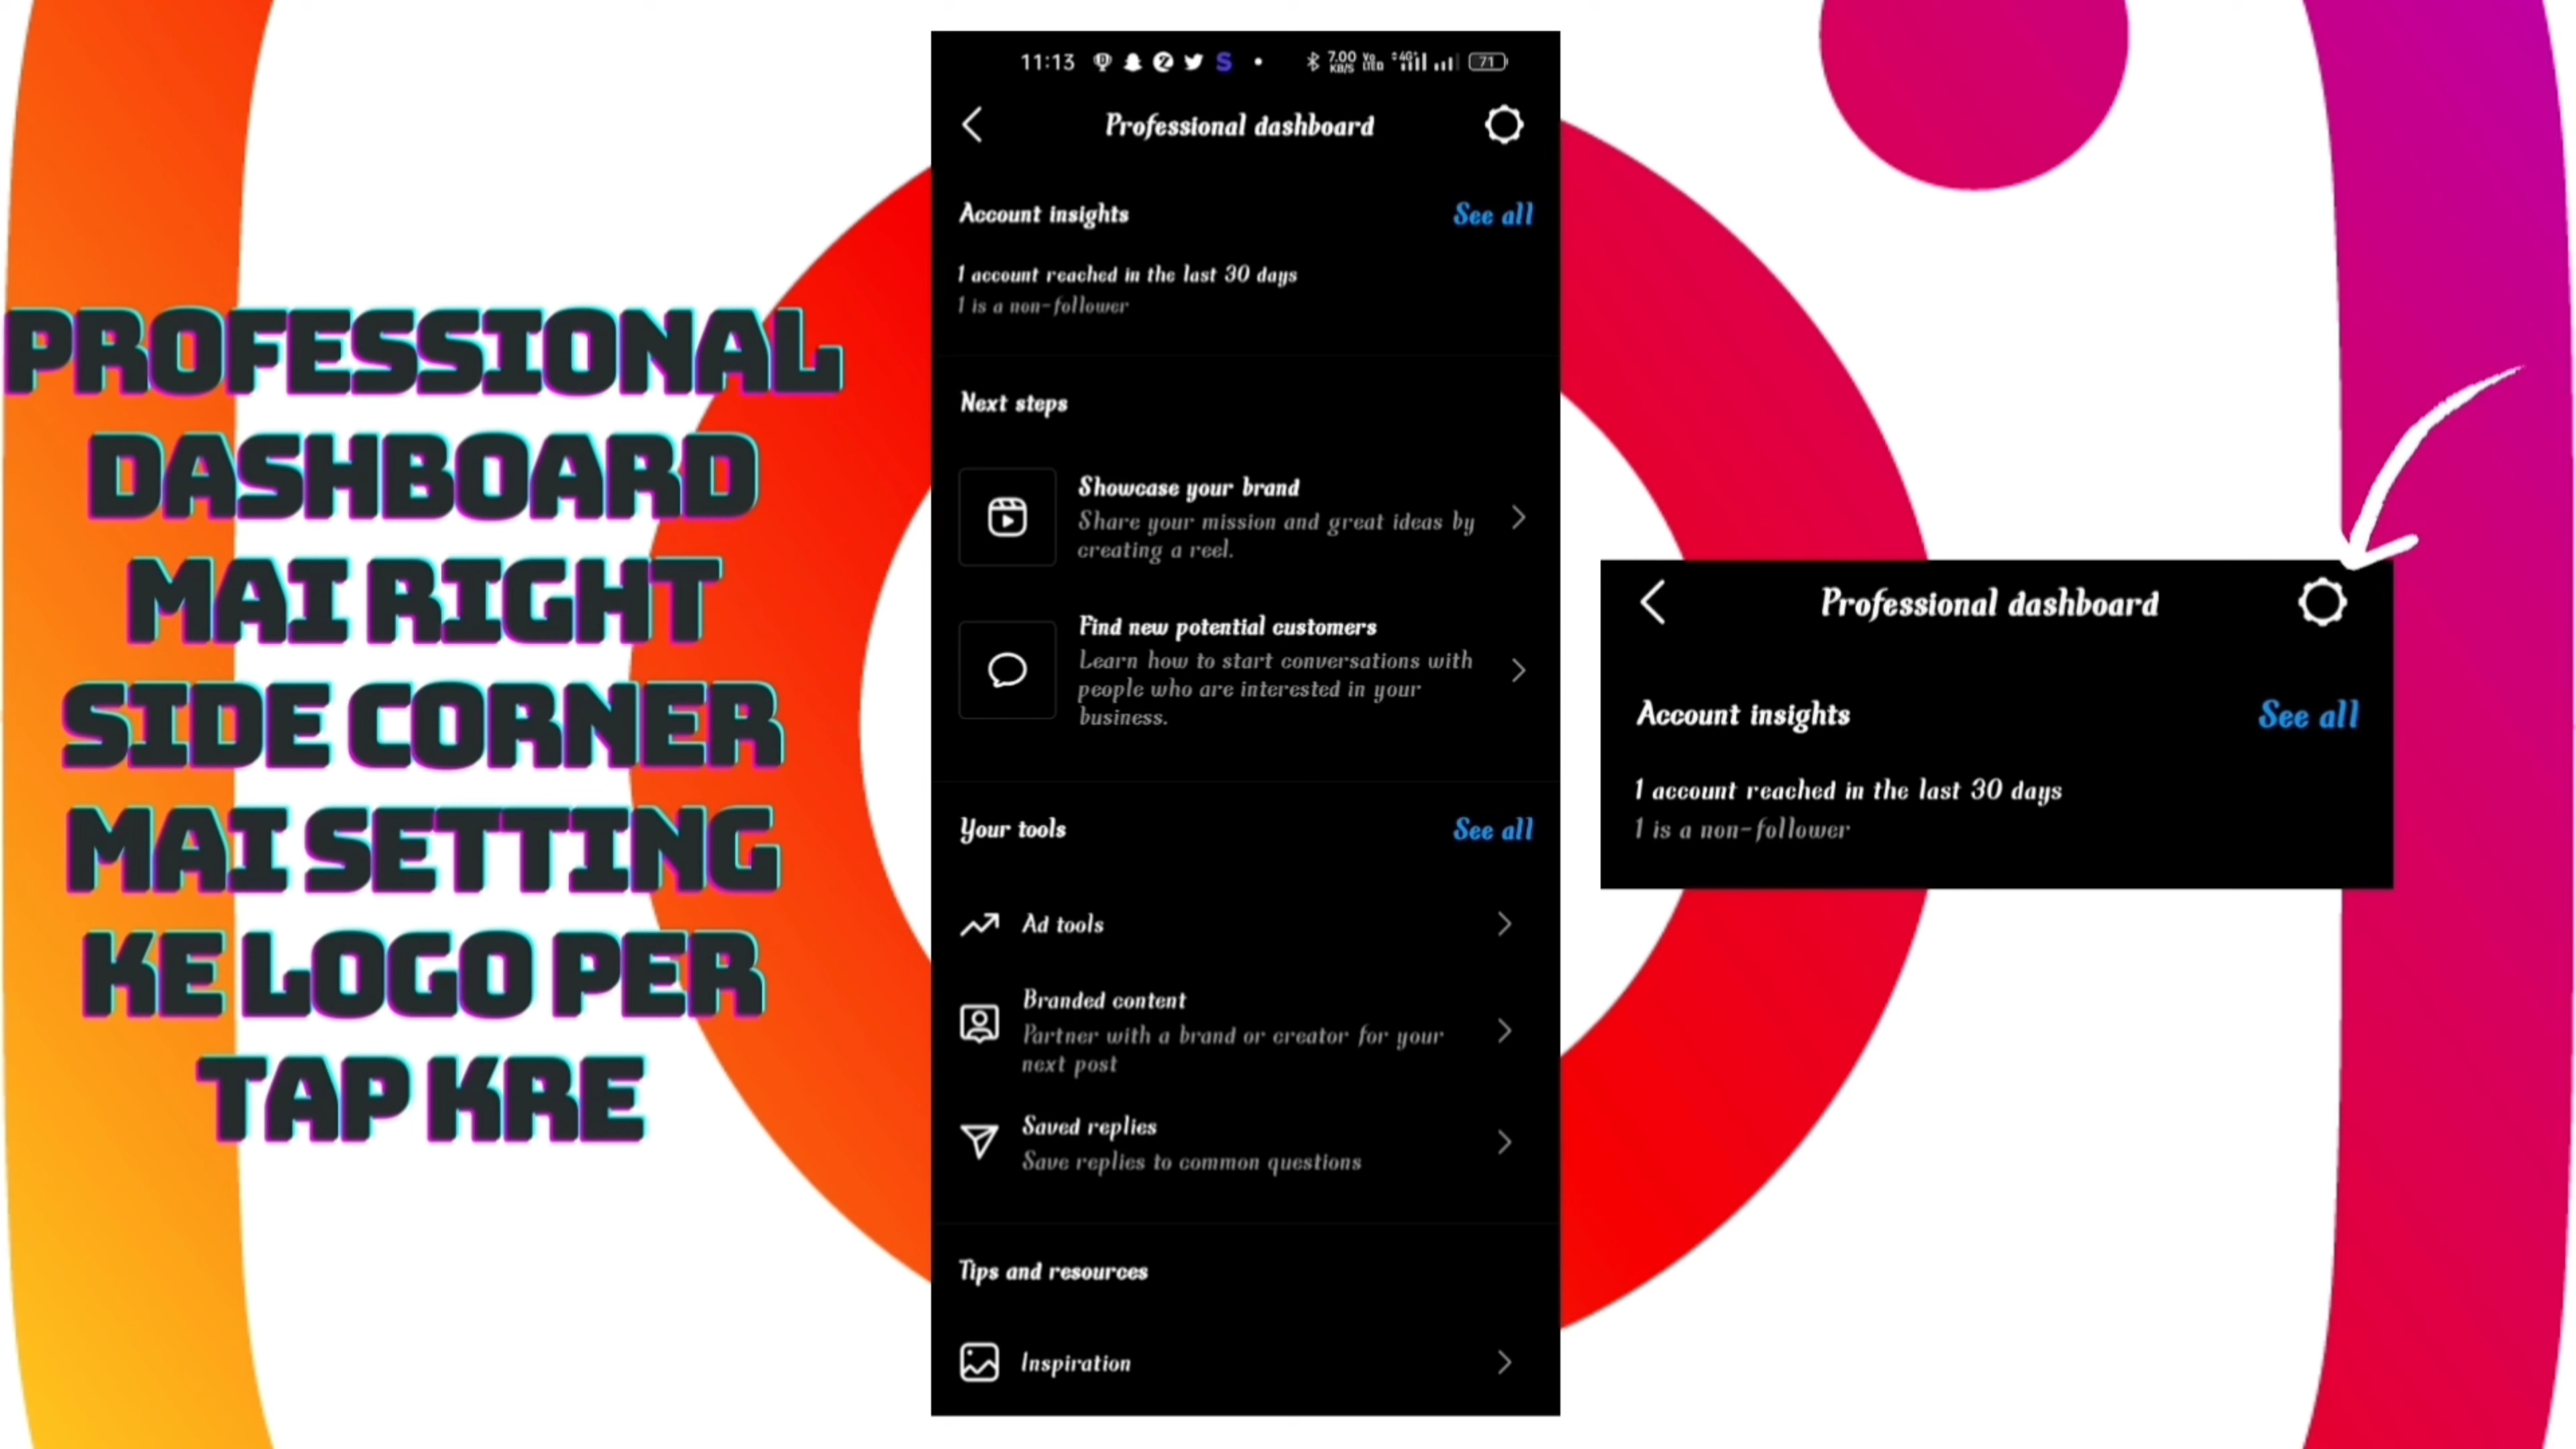 PROFESSIONAL
DASHBOARD
MAI RIGHT
SIDE CORNER
MAI SETTING
KE LOGO PER
TAP KRE
11:13
7.00 KB/S
4G+
71
Professional dashboard
Account insights
See all
1 account reached in the last 30 days
1 is a non-follower
Next steps
Showcase your brand
Share your mission and great ideas by
creating a reel.
Find new potential customers
Learn how to start conversations with
people who are interested in your
business.
Your tools
See all
Ad tools
Branded content
Partner with a brand or creator for your
next post
Saved replies
Save replies to common questions
Tips and resources
Inspiration
Professional dashboard
Account insights
See all
1 account reached in the last 30 days
1 is a non-follower